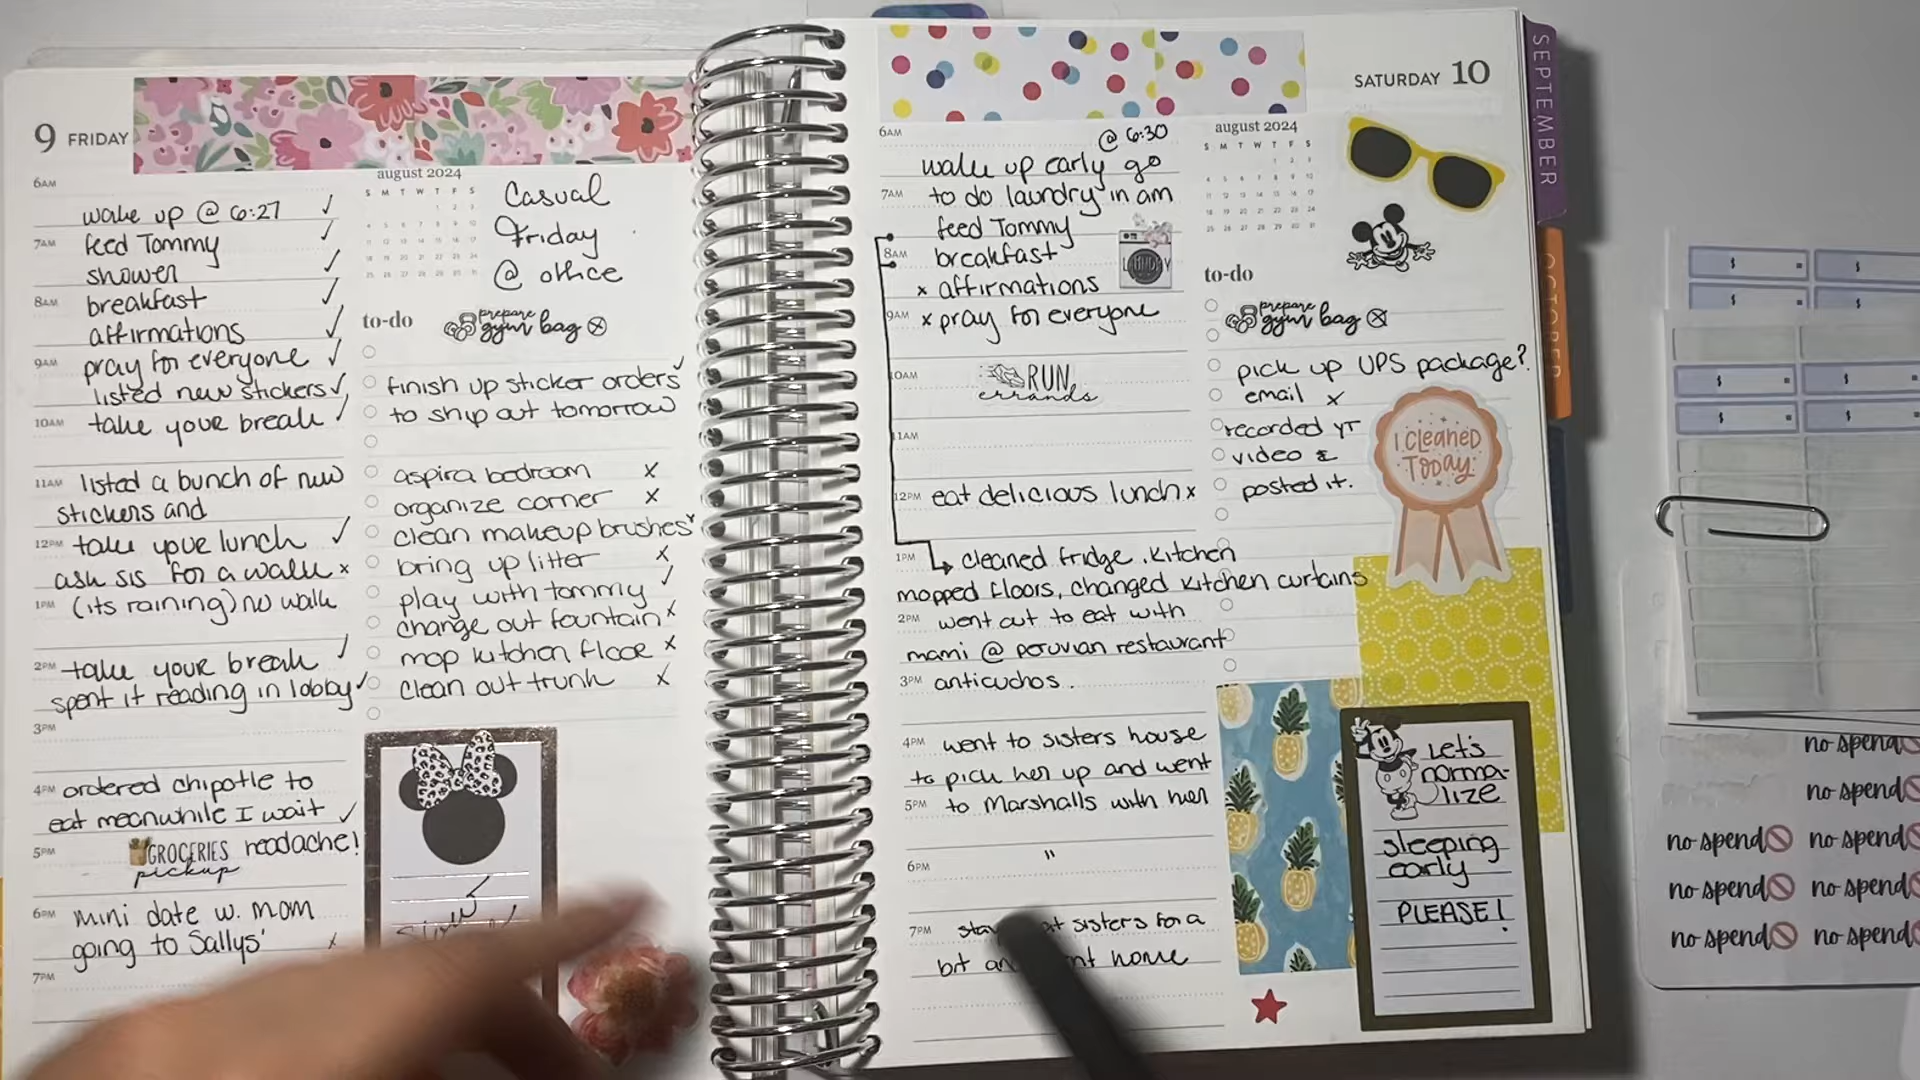 9 FRIDAY
6AM
wake up @ 6:27 ✓
7AM feed Tommy ✓
shower ✓
8AM breakfast ✓
affirmations ✓
9AM pray for everyone ✓
listed new stickers ✓
10AM take your break ✓
11AM listed a bunch of new
stickers and
12PM take your lunch ✓
ask sis for a walk x
1PM (its raining) no walk
2PM take your break ✓
spent it reading in lobby ✓
3PM
4PM ordered chipotle to
eat meanwhile I wait ✓
5PM GROCERIES headache!
pickup
6PM mini date w. mom
going to Sallys' x
7PM
august 2024
S M T W T F S
Casual
Friday
@ office
to-do
prepare
gym bag ⊗
finish up sticker orders ✓
to ship out tomorrow
aspira bedroom x
organize corner x
clean makeup brushes x
bring up litter x
play with tommy ✓
change out fountain x
mop kitchen floor x
clean out trunk x
SATURDAY 10
6AM
@ 6:30
wake up early go
7AM to do laundry in am
feed Tommy
8AM breakfast
x affirmations
9AM x pray for everyone
10AM RUN
errands
11AM
12PM eat delicious lunch x
1PM cleaned fridge, kitchen
mopped floors, changed kitchen curtains
2PM went out to eat with
mami @ peruvian restaurant
3PM anticuchos.
4PM went to sisters house
to pick her up and went
5PM to Marshalls with her
6PM "
7PM at sisters for a
bit home
august 2024
S M T W T F S
to-do
prepare
gym bag ⊗
pick up UPS package?
email x
recorded YT
video &
posted it.
I CLEANED
TODAY
Let's
norma-
lize
sleeping
early
PLEASE!
SEPTEMBER
OCTOBER
$ $
$ $
$ $
no spend
no spend
no spend no spend
no spend no spend
no spend no spend